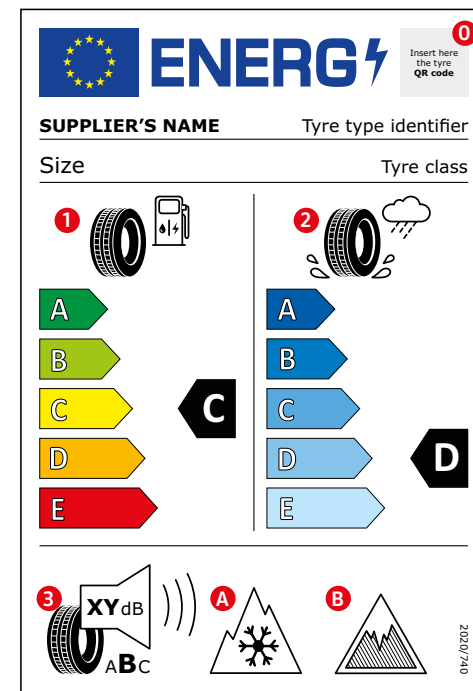 ENERG
0
Insert here
the tyre
QR code
SUPPLIER'S NAME Tyre type identifier
Size Tyre class
1 2
A A
B B
C C C
D D D
E E
3 XYdB A B
ABC
2020/740